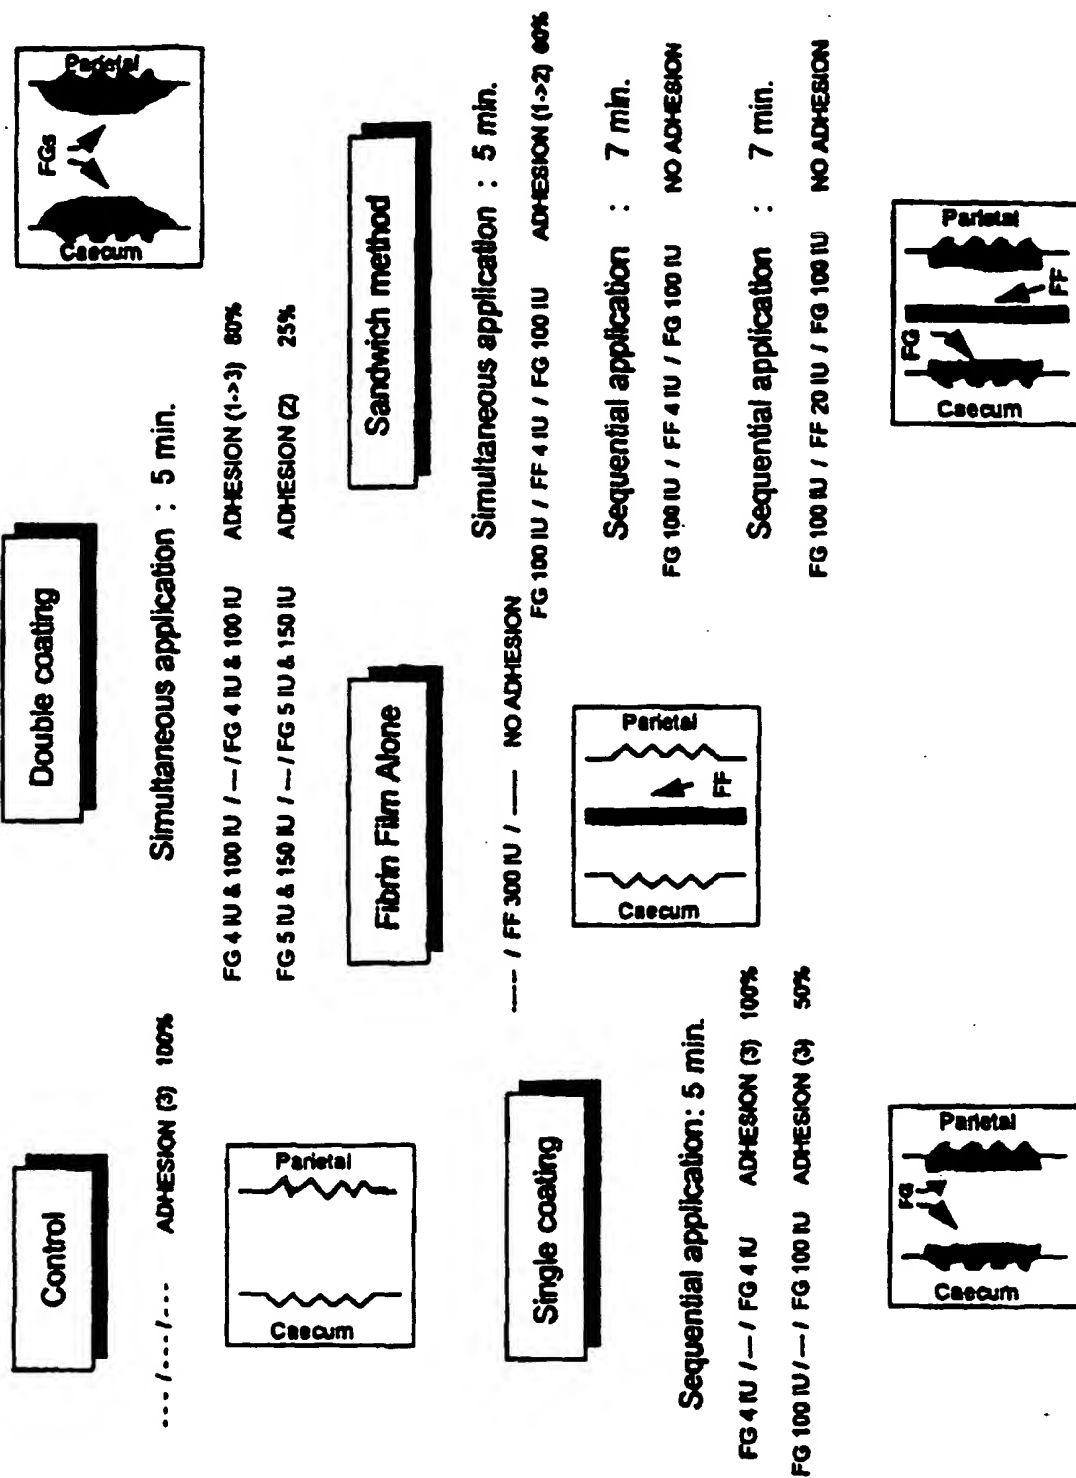 Control
---/---/--- ADHESION (3) 100%
Parietal
Caecum
Double coating
Simultaneous application : 5 min.
FG 4 IU & 100 IU / --- / FG 4 IU & 100 IU ADHESION (1->3) 80%
FG 5 IU & 150 IU / --- / FG 5 IU & 150 IU ADHESION (2) 25%
Parietal
FGs
Caecum
Single coating
Sequential application: 5 min.
FG 4 IU / --- / FG 4 IU ADHESION (3) 100%
FG 100 IU / --- / FG 100 IU ADHESION (3) 50%
Parietal
FG
Caecum
Fibrin Film Alone
---- / FF 300 IU / ---- NO ADHESION
Parietal
FF
Caecum
Sandwich method
Simultaneous application : 5 min.
FG 100 IU / FF 4 IU / FG 100 IU ADHESION (1->2) 60%
Sequential application : 7 min.
FG 100 IU / FF 4 IU / FG 100 IU NO ADHESION
Sequential application : 7 min.
FG 100 IU / FF 20 IU / FG 100 IU NO ADHESION
Parietal
FG
FF
Caecum